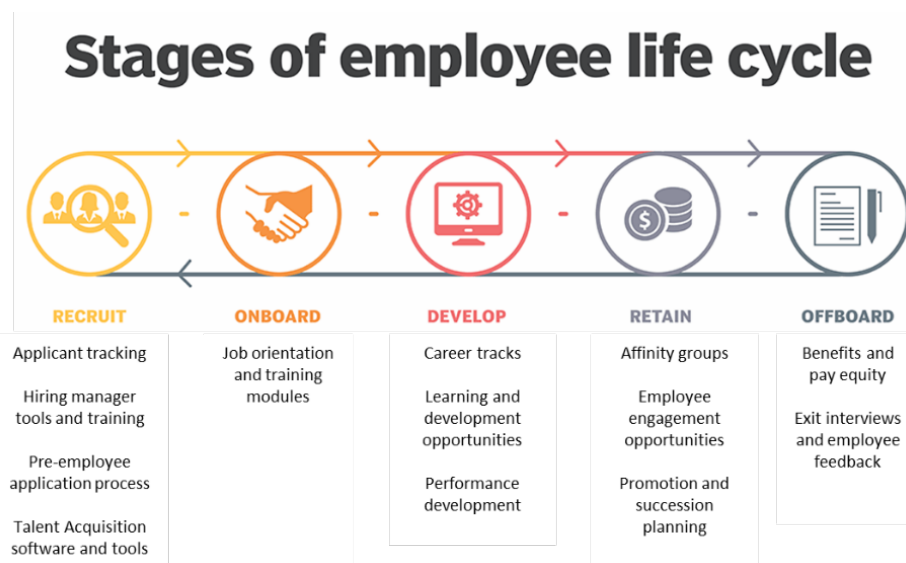 Stages of employee life cycle
RECRUIT
ONBOARD
DEVELOP
RETAIN
OFFBOARD
Applicant tracking
Hiring manager
tools and training
Pre-employee
application process
Talent Acquisition
software and tools
Job orientation
and training
modules
Career tracks
Learning and
development
opportunities
Performance
development
Affinity groups
Employee
engagement
opportunities
Promotion and
succession
planning
Benefits and
pay equity
Exit interviews
and employee
feedback